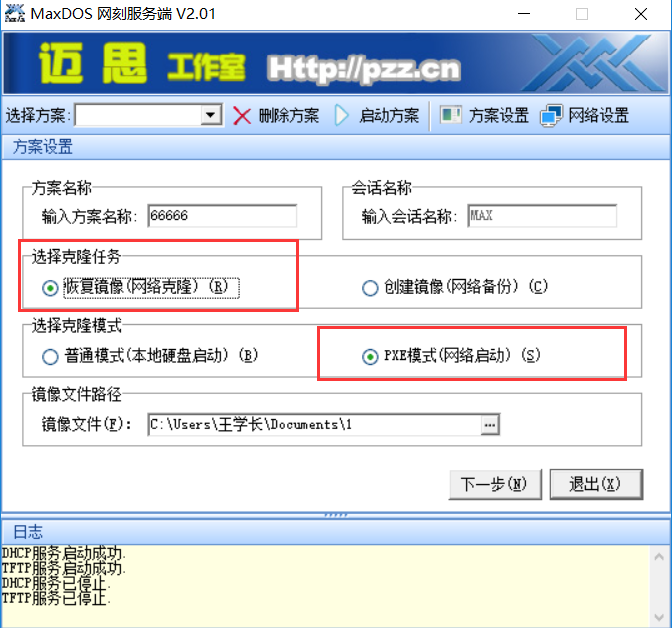 MaxDOS 网刻服务端 V2.01
迈思 工作室 Http://pzz.cn
选择方案: 删除方案 启动方案 方案设置 网络设置
方案设置
方案名称 会话名称
输入方案名称: 66666 输入会话名称: MAX
选择克隆任务
恢复镜像(网络克隆) (R) 创建镜像(网络备份) (C)
选择克隆模式
普通模式(本地硬盘启动) (B) PXE模式(网络启动) (S)
镜像文件路径
镜像文件(F): C:\Users\王学长\Documents\1 ...
下一步(N) 退出(X)
日志
DHCP服务启动成功.
TFTP服务启动成功.
DHCP服务已停止.
TFTP服务已停止.